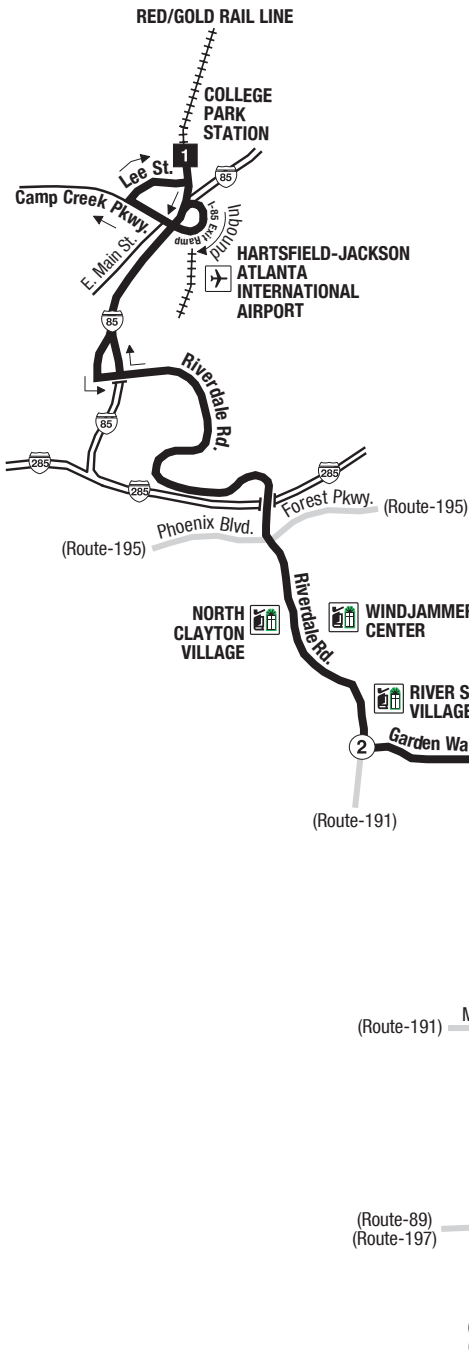 RED/GOLD RAIL LINE
COLLEGE
PARK
STATION
1
Lee St.
85
Camp Creek Pkwy.
I-85 Exit Ramp
Inbound
E. Main St.
HARTSFIELD-JACKSON
ATLANTA
INTERNATIONAL
AIRPORT
85
Riverdale Rd.
85
285
285
285
Forest Pkwy.
(Route-195)
Phoenix Blvd.
(Route-195)
Riverdale Rd.
NORTH
CLAYTON
VILLAGE
WINDJAMMER
CENTER
RIVER S
VILLAGE
2
Garden Wa
(Route-191)
(Route-191)
(Route-89)
(Route-197)